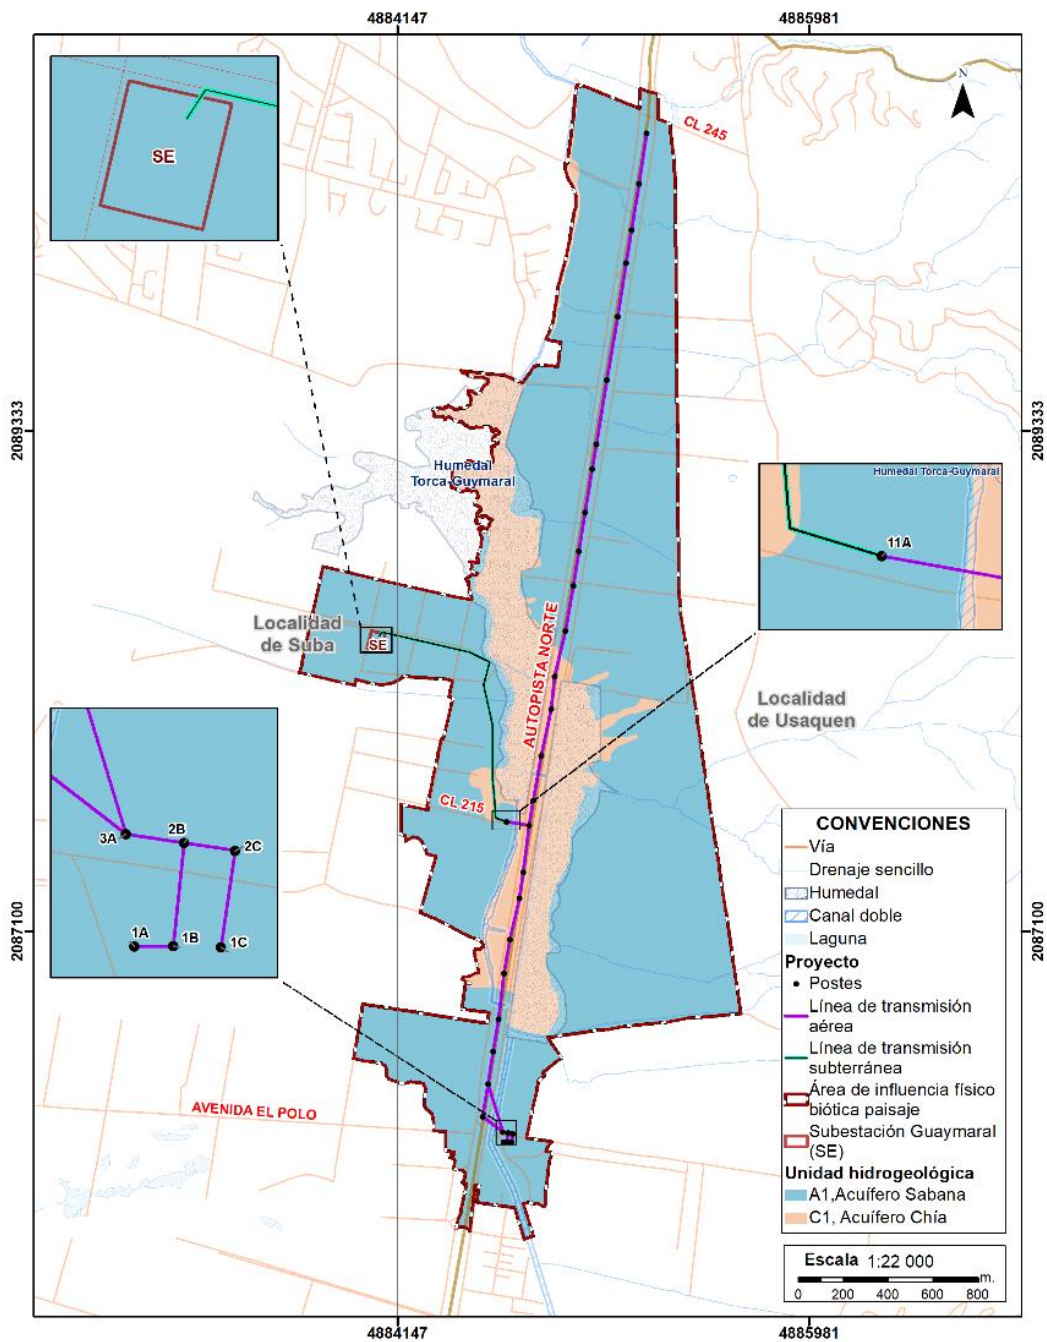 4884147
4885981
N
CL 245
SE
2089333
2089333
Humedal
Torca-Guymaral
Humedal Torca-Guymaral
11A
Localidad
de Suba
SE
AUTOPISTA NORTE
Localidad
de Usaquen
3A
2B
2C
1A
1B
1C
CL 215
2087100
2087100
AVENIDA EL POLO
CONVENCIONES
Vía
Drenaje sencillo
Humedal
Canal doble
Laguna
Proyecto
Postes
Línea de transmisión
aérea
Línea de transmisión
subterránea
Área de influencia físico
biótica paisaje
Subestación Guaymaral
(SE)
Unidad hidrogeológica
A1,Acuífero Sabana
C1, Acuífero Chía
Escala 1:22 000
m.
0 200 400 600 800
4884147
4885981